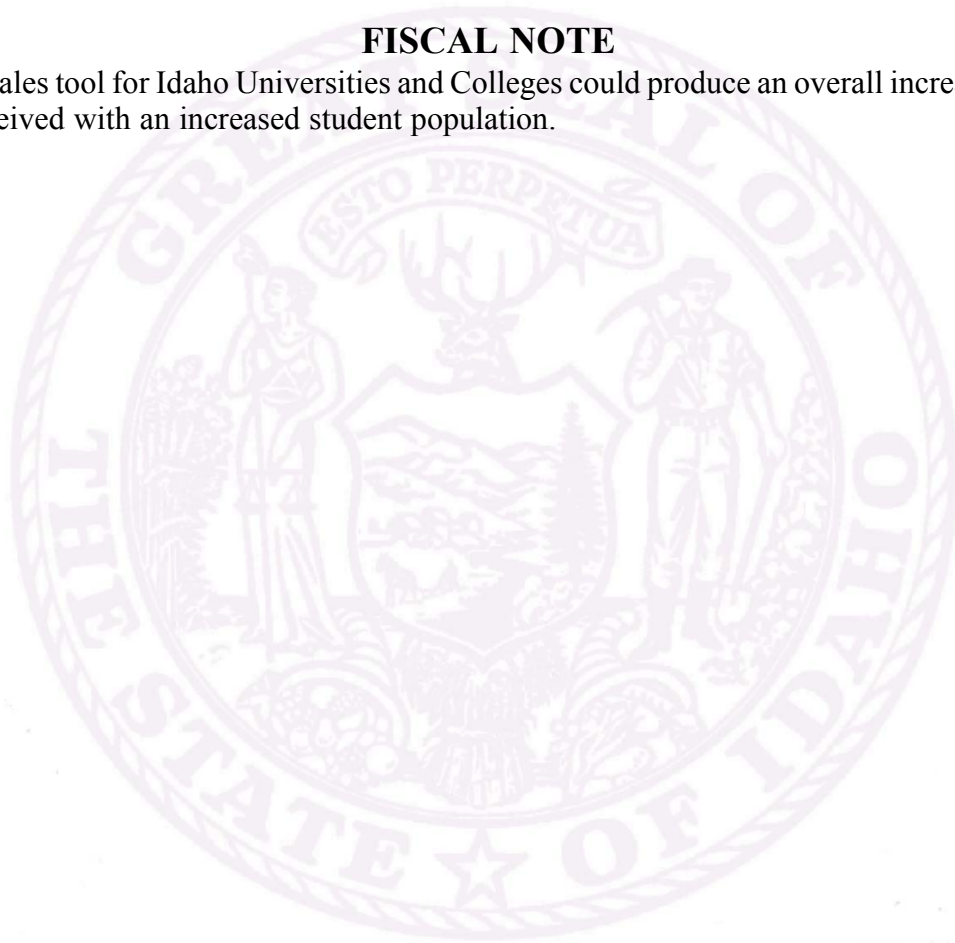 FISCAL NOTE
ales tool for Idaho Universities and Colleges could produce an overall incre
eived with an increased student population.
GREAT SEAL OF
ESTO PERPETUA
THE STATE OF IDAHO